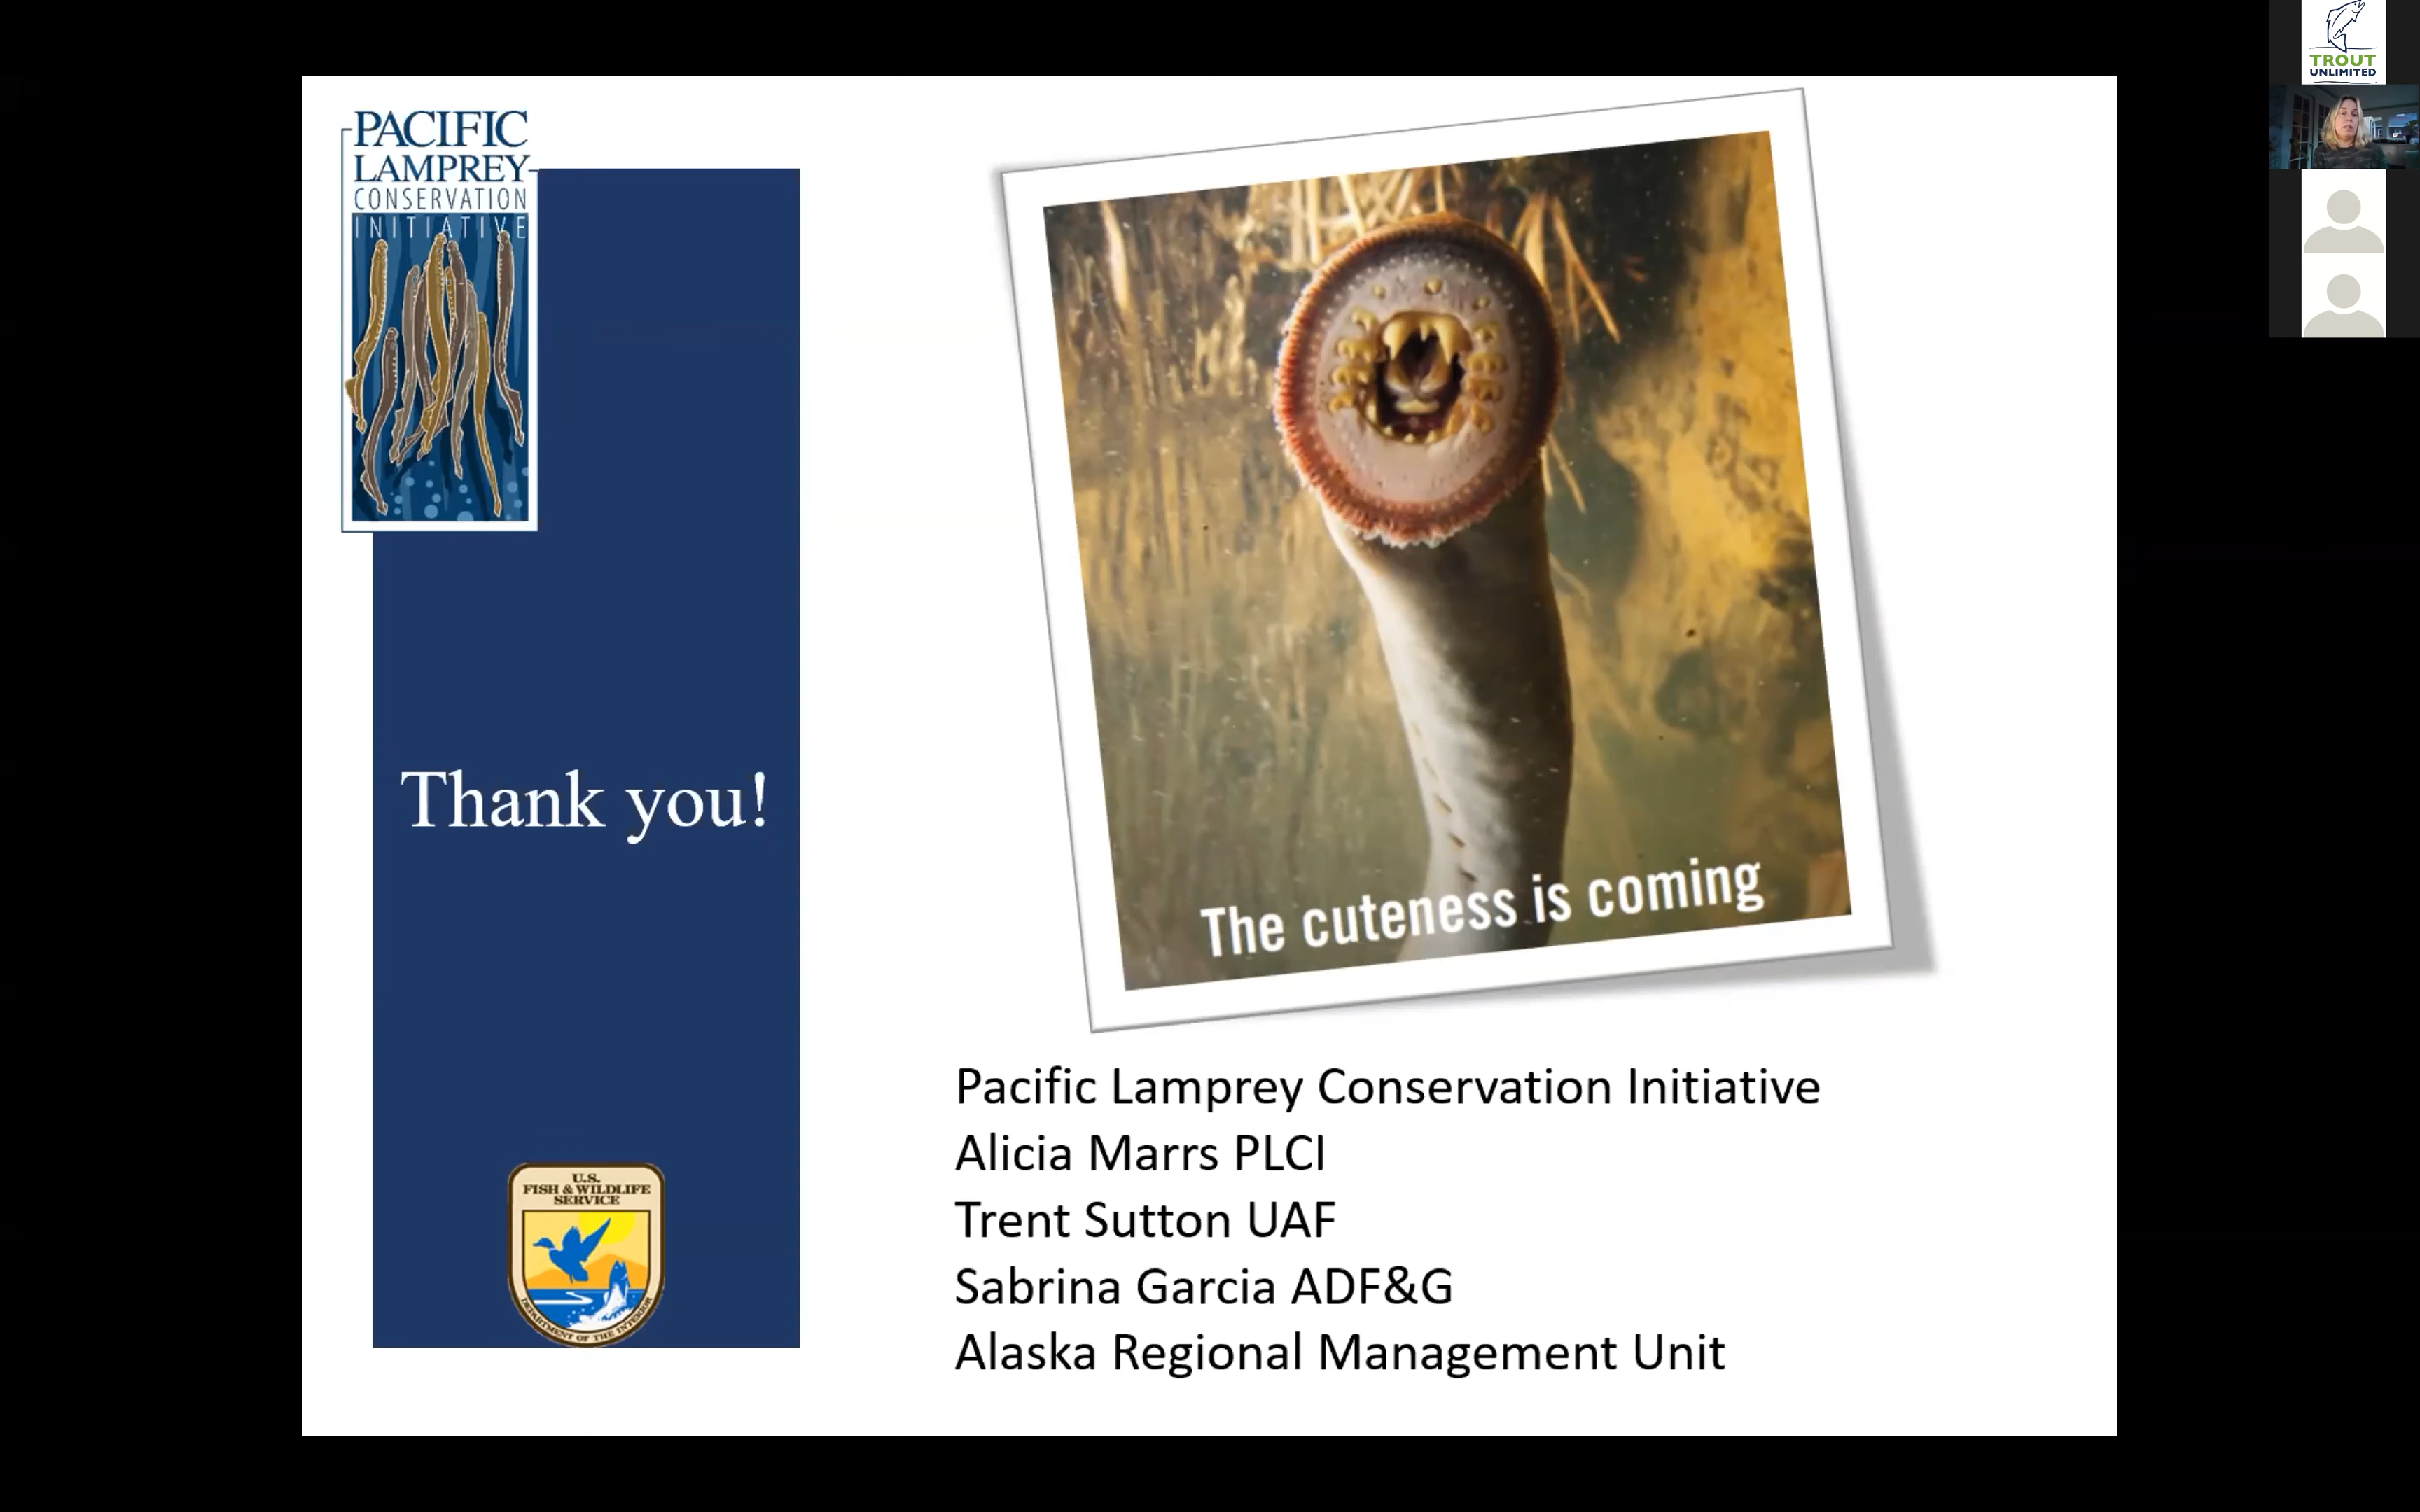 PACIFIC
LAMPREY
CONSERVATION
INITIATIVE
Thank you!
U.S.
FISH & WILDLIFE
SERVICE
DEPARTMENT OF THE INTERIOR
The cuteness is coming
Pacific Lamprey Conservation Initiative
Alicia Marrs PLCI
Trent Sutton UAF
Sabrina Garcia ADF&G
Alaska Regional Management Unit
TROUT
UNLIMITED